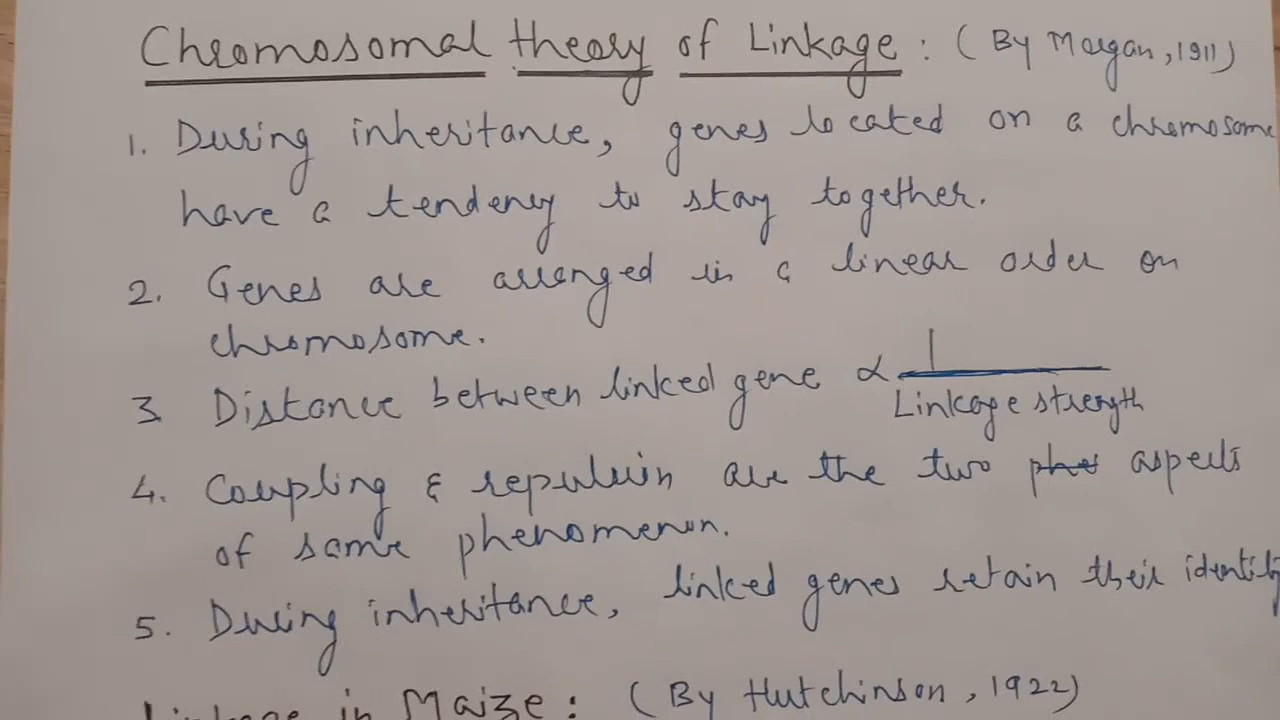 Chromosomal theory of Linkage : (By Morgan, 1911)
1. During inheritance, genes located on a chromosome
have a tendency to stay together.
2. Genes are arranged in a linear order on
chromosome.
3 Distance between linked gene ∝ 1
Linkage strength
4. Coupling & repulsion are the two phe aspects
of same phenomenon.
5. During inheritance, linked genes retain their identity
Linkage in Maize : (By Hutchinson, 1922)